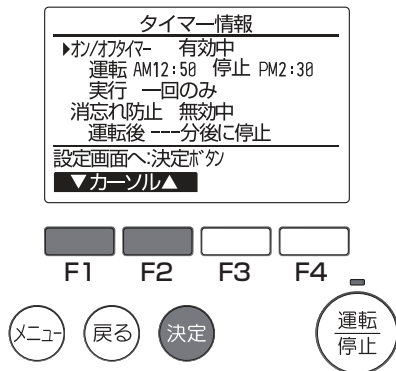 タイマー情報
▶オン/オフタイマー 有効中
運転 AM12:50 停止 PM2:30
実行 一回のみ
消忘れ防止 無効中
運転後 ---分後に停止
設定画面へ:決定ボタン
▼カーソル▲
F1 F2 F3 F4
メニュー 戻る 決定 運転
停止